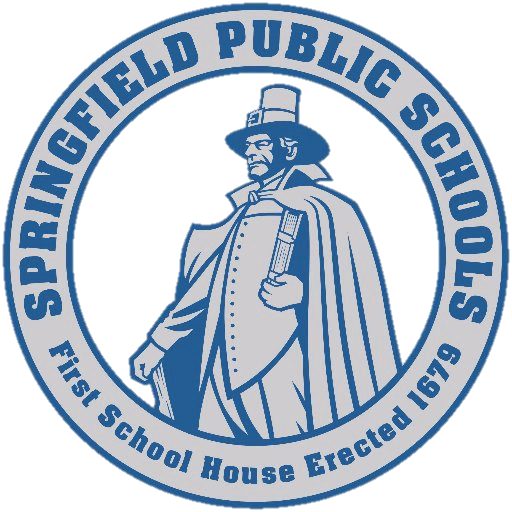 SPRINGFIELD PUBLIC SCHOOLS
First School House Erected 1679